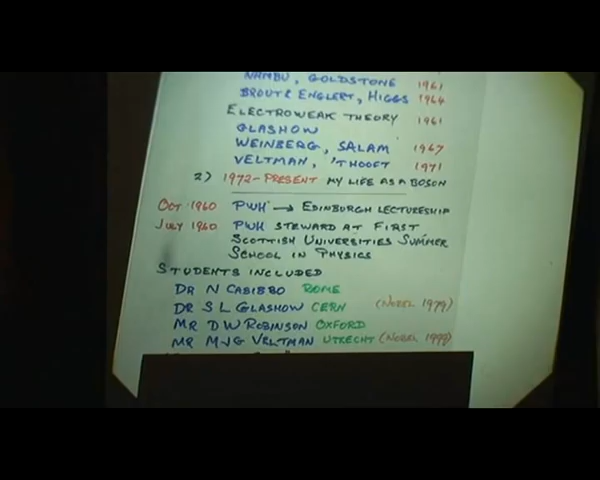 NAMBU, GOLDSTONE 1961
BROUT & ENGLERT, HIGGS 1964
ELECTROWEAK THEORY 1961
GLASHOW
WEINBERG, SALAM 1967
VELTMAN, 'THOOFT 1971
2) 1972-PRESENT MY LIFE AS A BOSON
OCT 1960 PWH → EDINBURGH LECTURESHIP
JULY 1960 PWH STEWARD AT FIRST
SCOTTISH UNIVERSITIES SUMMER
SCHOOL IN PHYSICS
STUDENTS INCLUDED
DR N CABIBBO ROME
DR S L GLASHOW CERN (NOBEL 1979)
MR D W ROBINSON OXFORD
MR M J G VELTMAN UTRECHT (NOBEL 1999)